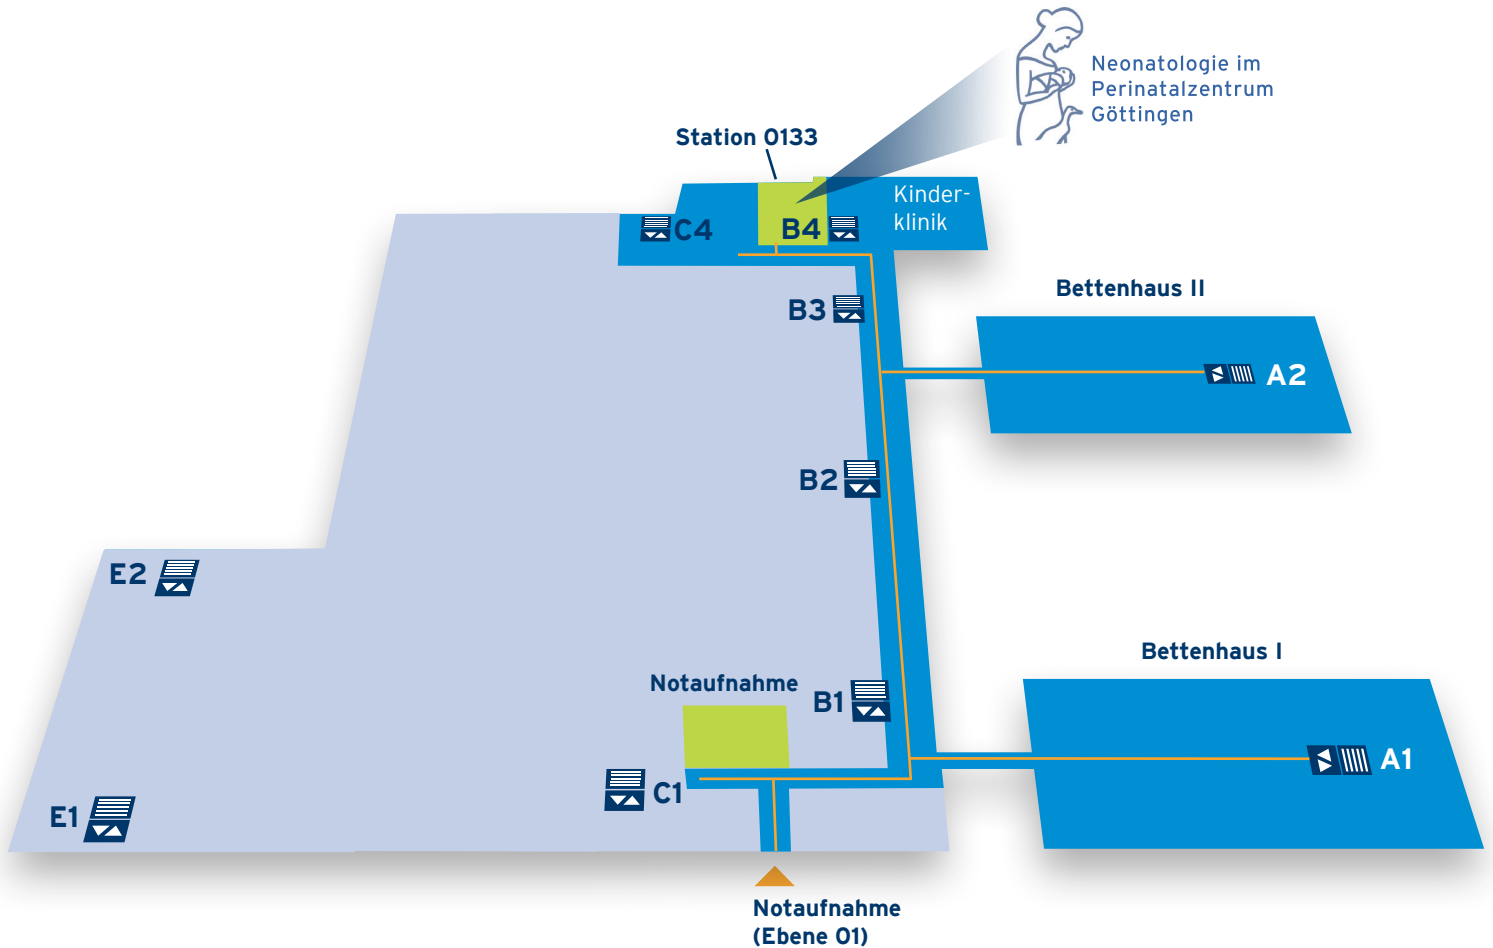 Neonatologie im
Perinatalzentrum
Göttingen
Station 0133
Kinder-
klinik
C4
B4
Bettenhaus II
B3
A2
B2
E2
Bettenhaus I
Notaufnahme
B1
A1
C1
E1
Notaufnahme
(Ebene 01)